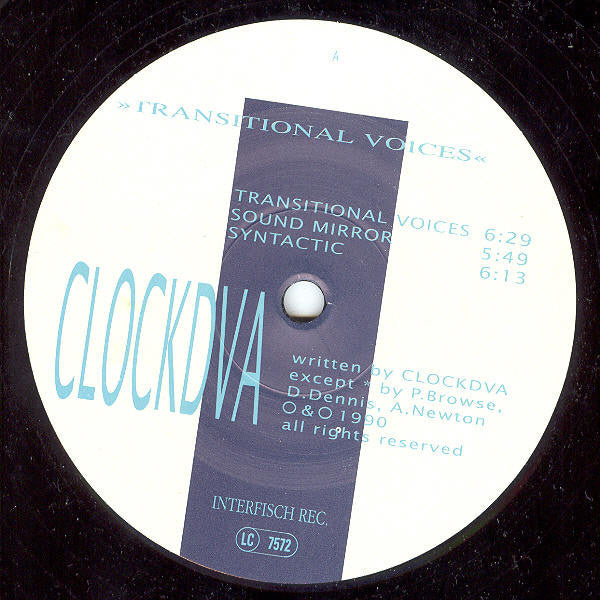 A
»TRANSITIONAL VOICES«
TRANSITIONAL VOICES 6:29
SOUND MIRROR 5:49
SYNTACTIC 6:13
CLOCKDVA
written by CLOCKDVA
except * by P.Browse,
D.Dennis, A.Newton
O & O 1990
all rights reserved
INTERFISCH REC.
LC 7572